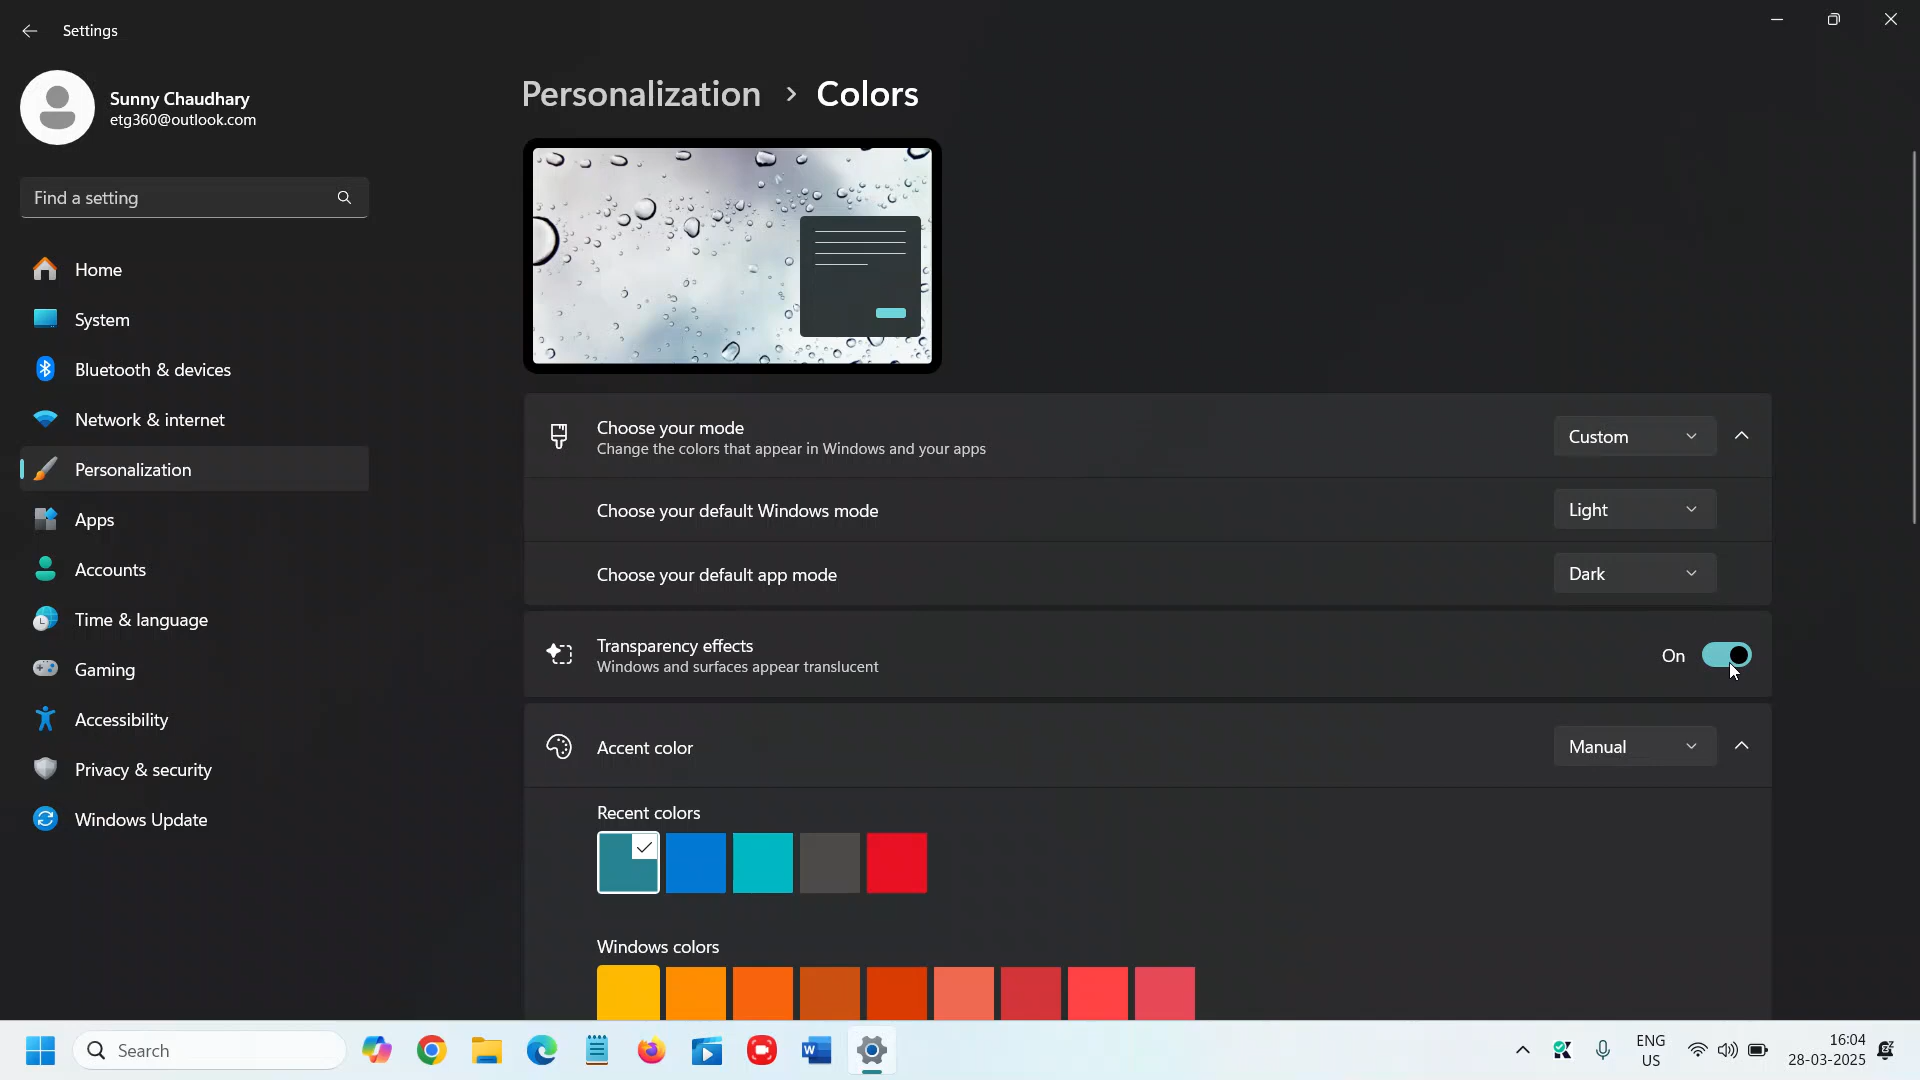 Settings
Sunny Chaudhary
etg360@outlook.com
Find a setting
Home
System
Bluetooth & devices
Network & internet
Personalization
Apps
Accounts
Time & language
Gaming
Accessibility
Privacy & security
Windows Update
Personalization > Colors
Choose your mode
Change the colors that appear in Windows and your apps
Custom
Choose your default Windows mode
Light
Choose your default app mode
Dark
Transparency effects
Windows and surfaces appear translucent
On
Accent color
Manual
Recent colors
Windows colors
Search
W
K
ENG
US
16:04
28-03-2025